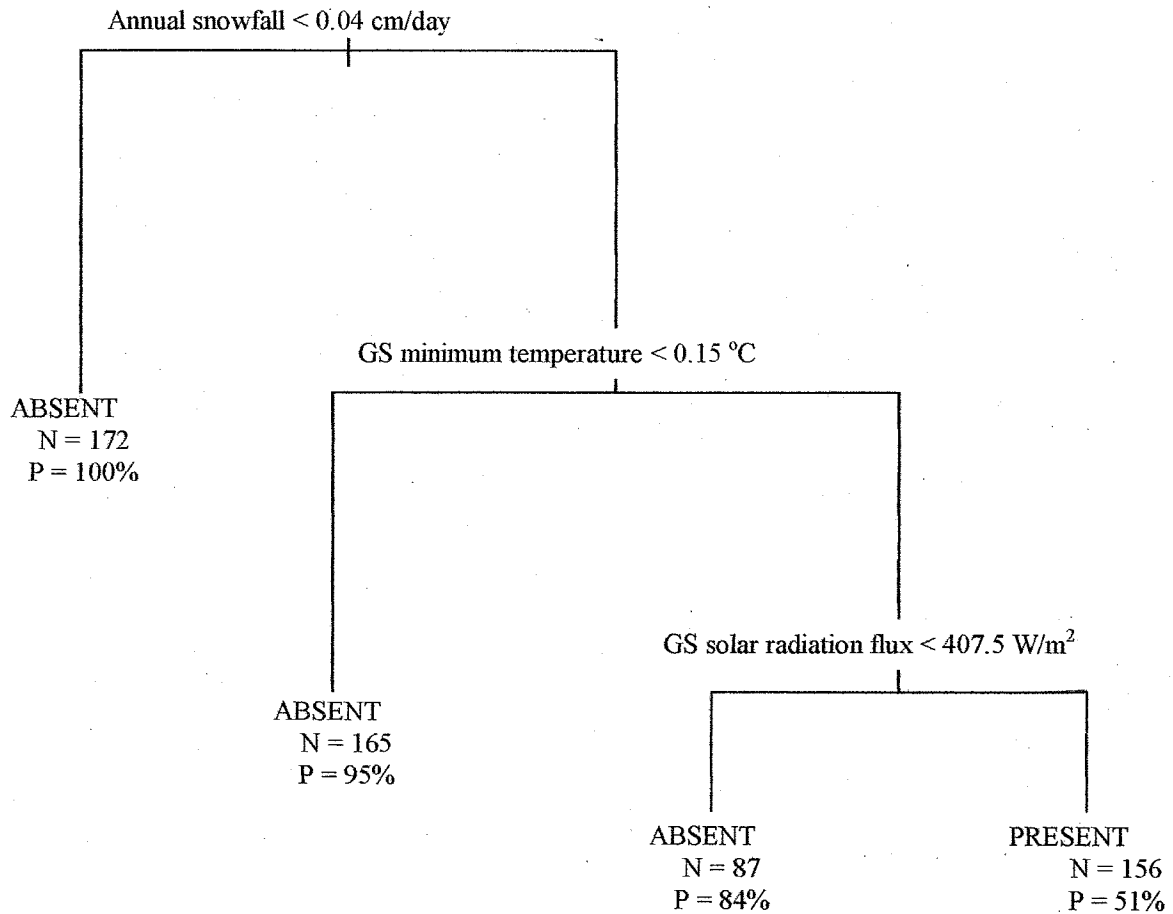 Annual snowfall < 0.04 cm/day
GS minimum temperature < 0.15 °C
ABSENT
N = 172
P = 100%
GS solar radiation flux < 407.5 W/m²
ABSENT
N = 165
P = 95%
ABSENT
N = 87
P = 84%
PRESENT
N = 156
P = 51%